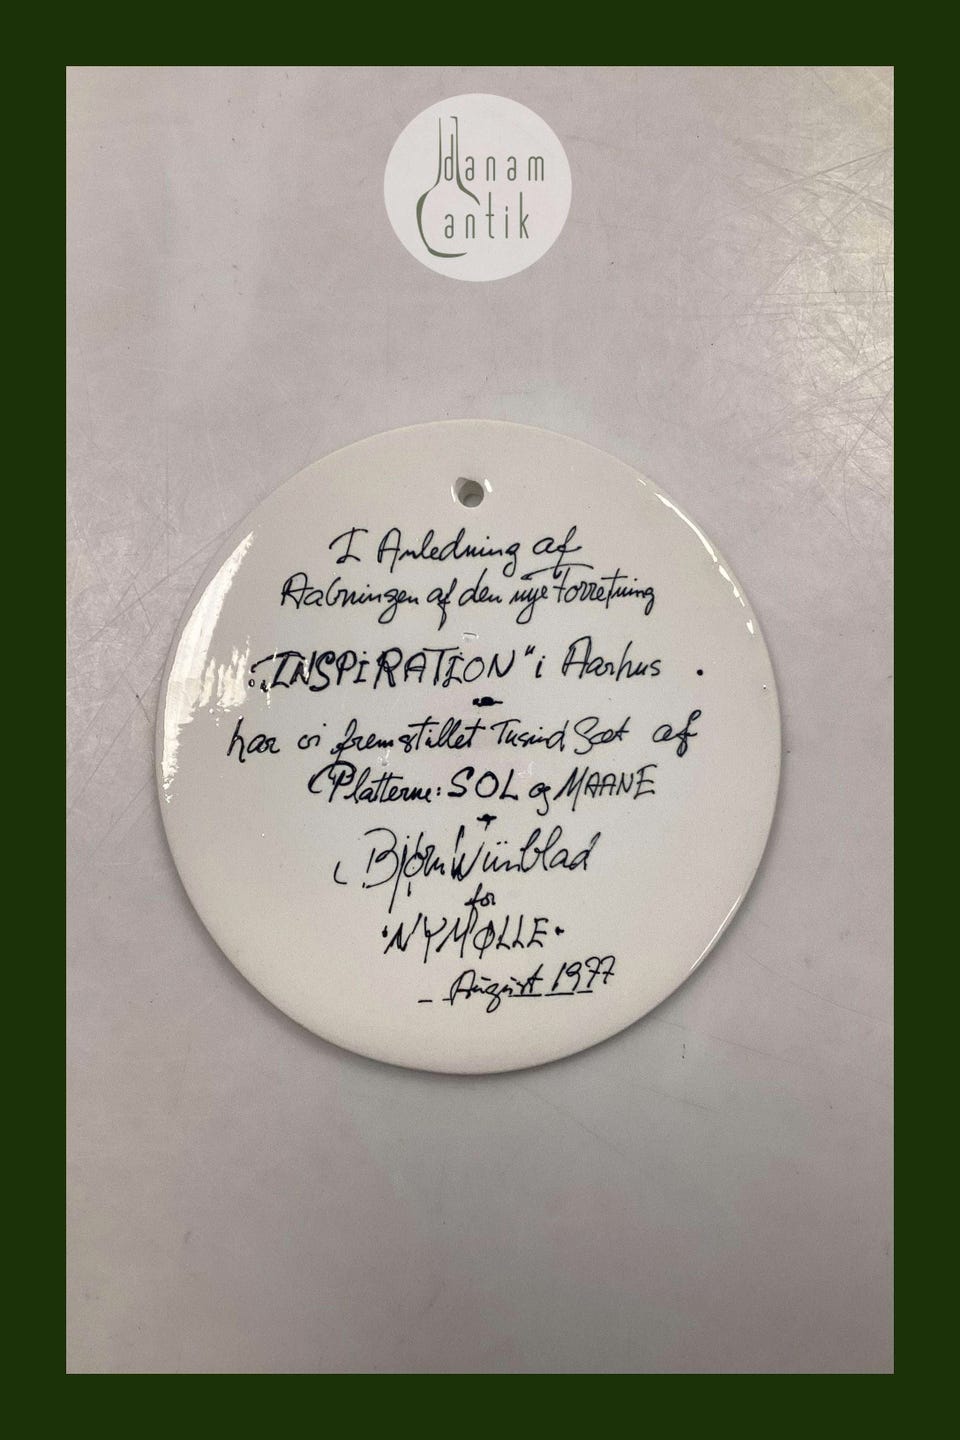 danam
antik
I Anledning af
Aabningen af den nye Forretning
"INSPIRATION" i Aarhus .
har vi fremstillet Tusind Sæt af
Platterne: SOL og MAANE
Bjørn Wiinblad
for
·NYMØLLE·
- August 1977